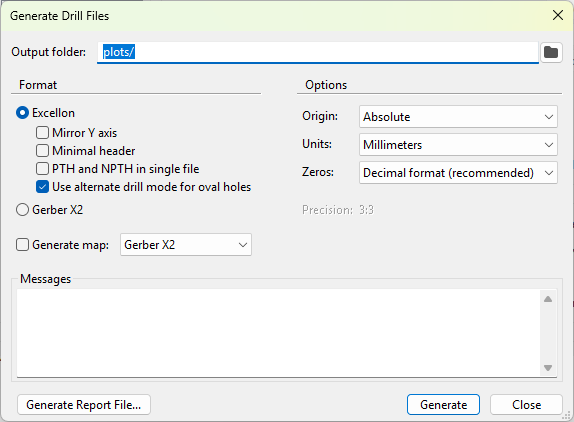 Generate Drill Files
Output folder: plots/
Format
Excellon
Mirror Y axis
Minimal header
PTH and NPTH in single file
Use alternate drill mode for oval holes
Gerber X2
Generate map: Gerber X2
Options
Origin: Absolute
Units: Millimeters
Zeros: Decimal format (recommended)
Precision: 3:3
Messages
Generate Report File...
Generate
Close